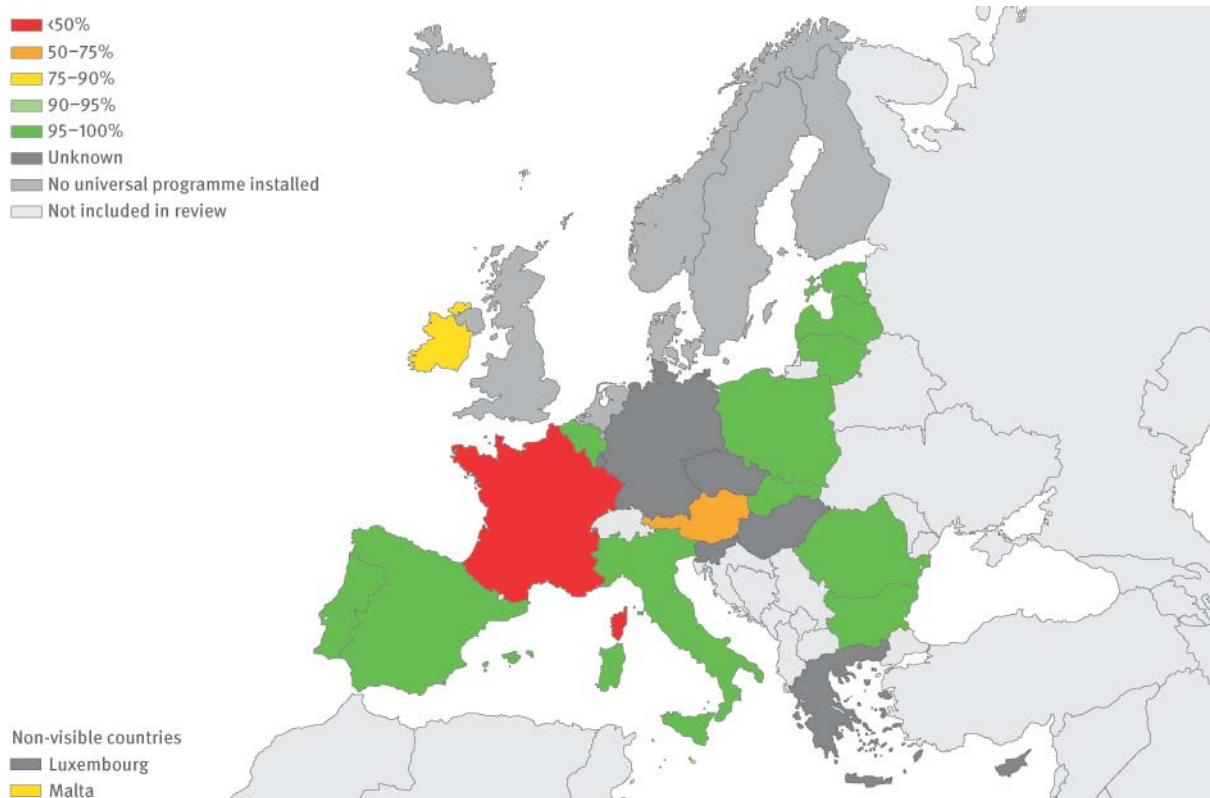 <50%
50–75%
75–90%
90–95%
95–100%
Unknown
No universal programme installed
Not included in review
Non-visible countries
Luxembourg
Malta